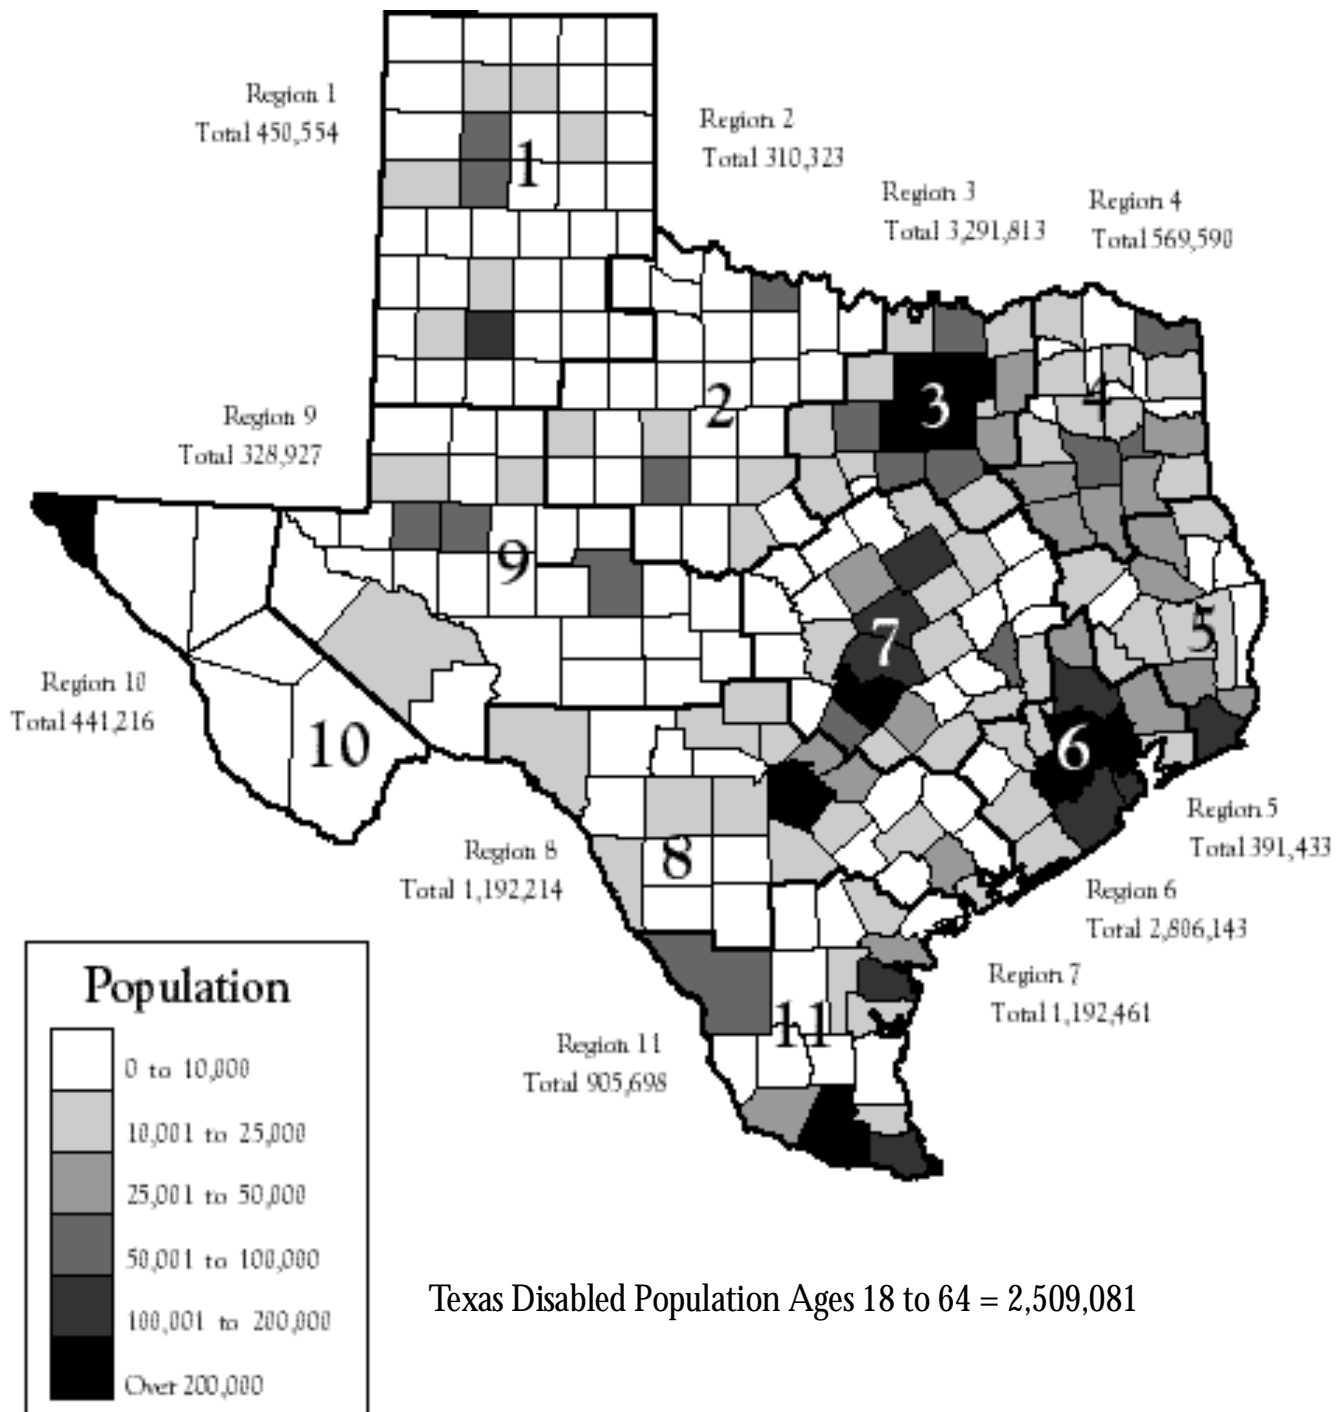 Region 1
Total 450,554
Region 2
Total 310,323
Region 3
Total 3,291,813
Region 4
Total 569,590
1
2
3
4
Region 9
Total 328,927
9
7
5
Region 10
Total 441,216
10
6
Region 5
Total 391,433
Region 8
Total 1,192,214
8
Region 6
Total 2,806,143
Region 7
Total 1,192,461
11
Region 11
Total 905,698
Population
0 to 10,000
10,001 to 25,000
25,001 to 50,000
50,001 to 100,000
100,001 to 200,000
Over 200,000
Texas Disabled Population Ages 18 to 64 = 2,509,081